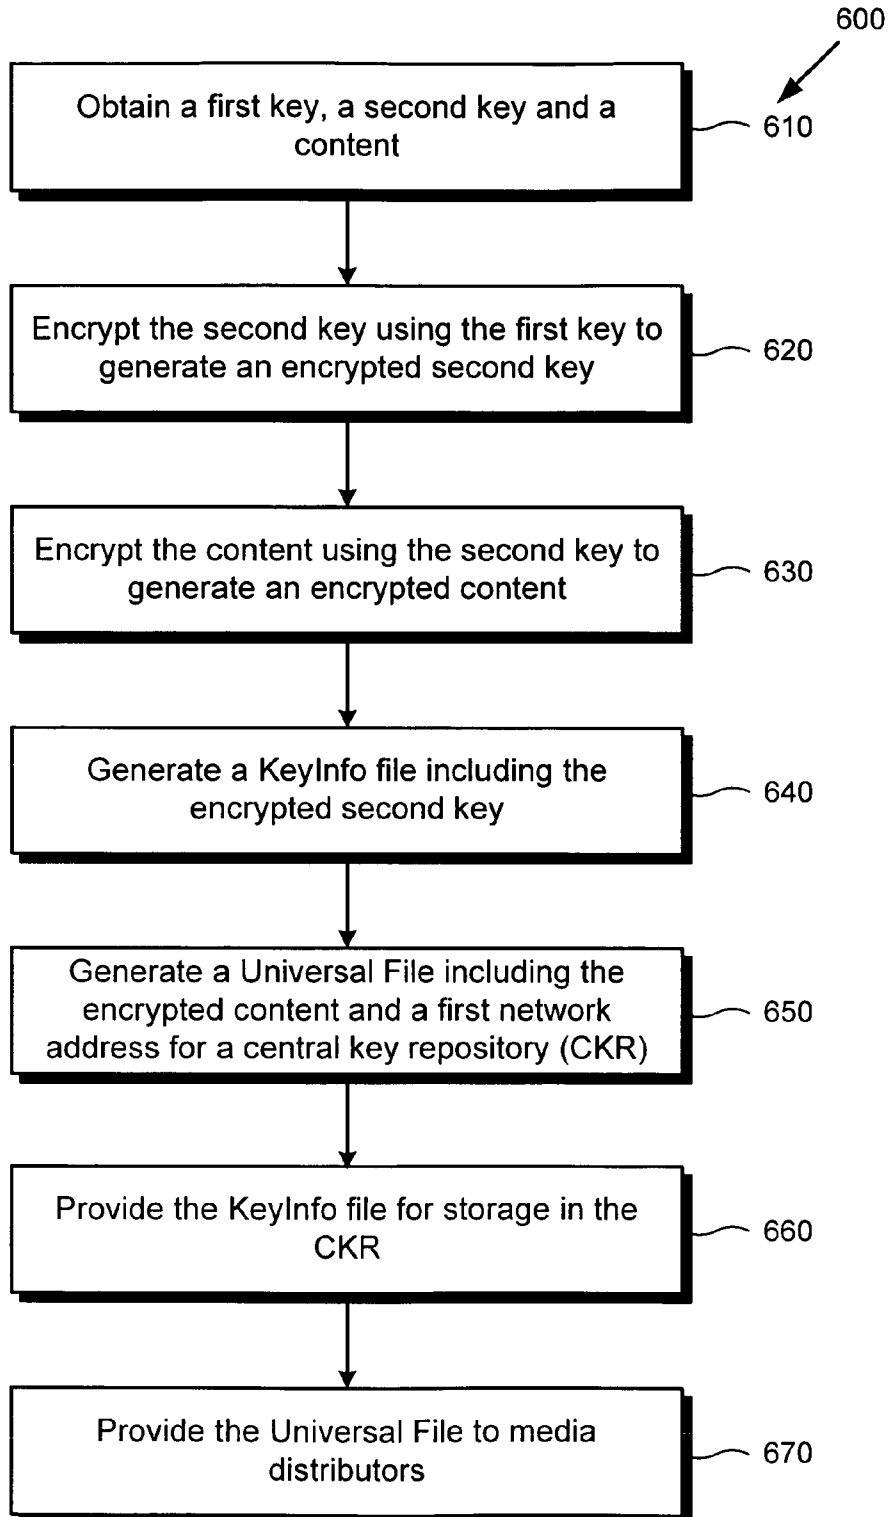 600
Obtain a first key, a second key and a
content
610
Encrypt the second key using the first key to
generate an encrypted second key
620
Encrypt the content using the second key to
generate an encrypted content
630
Generate a KeyInfo file including the
encrypted second key
640
Generate a Universal File including the
encrypted content and a first network
address for a central key repository (CKR)
650
Provide the KeyInfo file for storage in the
CKR
660
Provide the Universal File to media
distributors
670